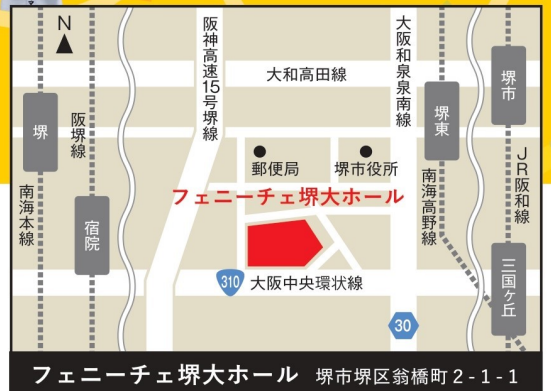 N
阪神高速15号堺線
大阪和泉泉南線
大和高田線
堺市
堺東
堺
阪堺線
郵便局
堺市役所
JR阪和線
南海高野線
南海本線
フェニーチェ堺大ホール
宿院
三国ヶ丘
310
大阪中央環状線
30
フェニーチェ堺大ホール 堺市堺区翁橋町2-1-1